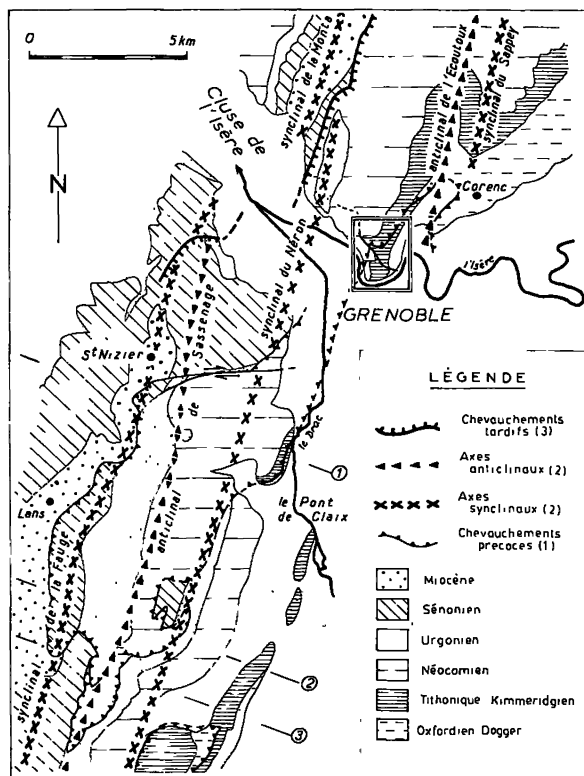 0
5km
N
Cluse de
l'Isère
synclinal de la Monta
anticlinal de l'Ecoutoux
synclinal du Sappey
Corenc
l'Isère
GRENOBLE
synclinal du Néron
Sassenage
de
anticlinal
St Nizier
Lans
synclinal de la Fauge
le Drac
le Pont
de Claix
1
2
3
LÉGENDE
Chevauchements
tardifs (3)
Axes
anticlinaux (2)
Axes
synclinaux (2)
Chevauchements
précoces (1)
Miocène
Sénonien
Urgonien
Néocomien
Tithonique Kimmeridgien
Oxfordien Dogger